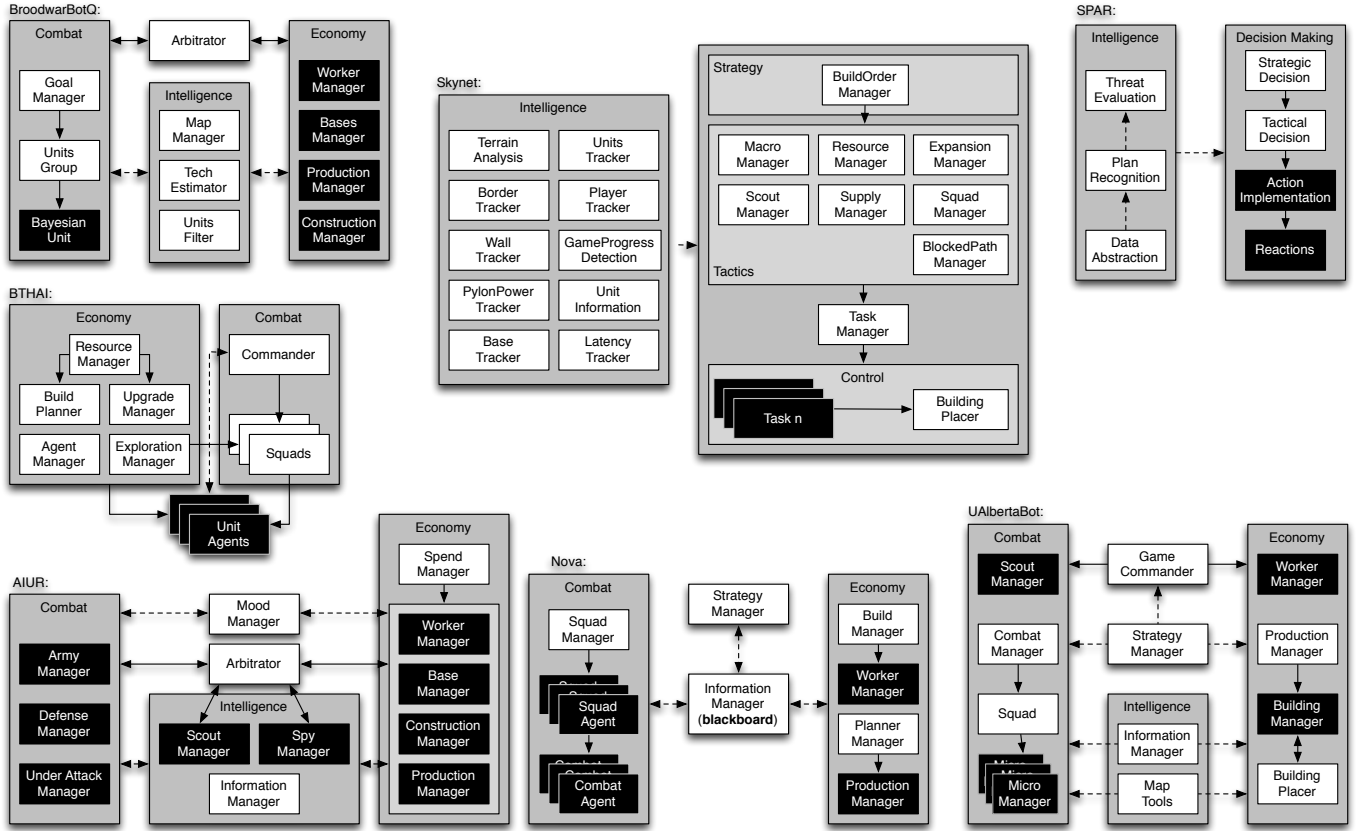 BroodwarBotQ:
Combat
Arbitrator
Economy
Goal
Manager
Units
Group
Bayesian
Unit
Intelligence
Map
Manager
Tech
Estimator
Units
Filter
Worker
Manager
Bases
Manager
Production
Manager
Construction
Manager
Skynet:
Intelligence
Terrain
Analysis
Units
Tracker
Border
Tracker
Player
Tracker
Wall
Tracker
GameProgress
Detection
PylonPower
Tracker
Unit
Information
Base
Tracker
Latency
Tracker
Strategy
BuildOrder
Manager
Macro
Manager
Resource
Manager
Expansion
Manager
Scout
Manager
Supply
Manager
Squad
Manager
BlockedPath
Manager
Tactics
Task
Manager
Control
Task n
Building
Placer
SPAR:
Intelligence
Threat
Evaluation
Plan
Recognition
Data
Abstraction
Decision Making
Strategic
Decision
Tactical
Decision
Action
Implementation
Reactions
BTHAI:
Economy
Resource
Manager
Build
Planner
Upgrade
Manager
Agent
Manager
Exploration
Manager
Combat
Commander
Squads
Unit
Agents
AIUR:
Combat
Army
Manager
Defense
Manager
Under Attack
Manager
Mood
Manager
Arbitrator
Intelligence
Scout
Manager
Spy
Manager
Information
Manager
Economy
Spend
Manager
Worker
Manager
Base
Manager
Construction
Manager
Production
Manager
Nova:
Combat
Squad
Manager
Squad
Agent
Combat
Agent
Strategy
Manager
Information
Manager
(blackboard)
Economy
Build
Manager
Worker
Manager
Planner
Manager
Production
Manager
UAlbertaBot:
Combat
Scout
Manager
Combat
Manager
Squad
Micro
Manager
Game
Commander
Strategy
Manager
Intelligence
Information
Manager
Map
Tools
Economy
Worker
Manager
Production
Manager
Building
Manager
Building
Placer